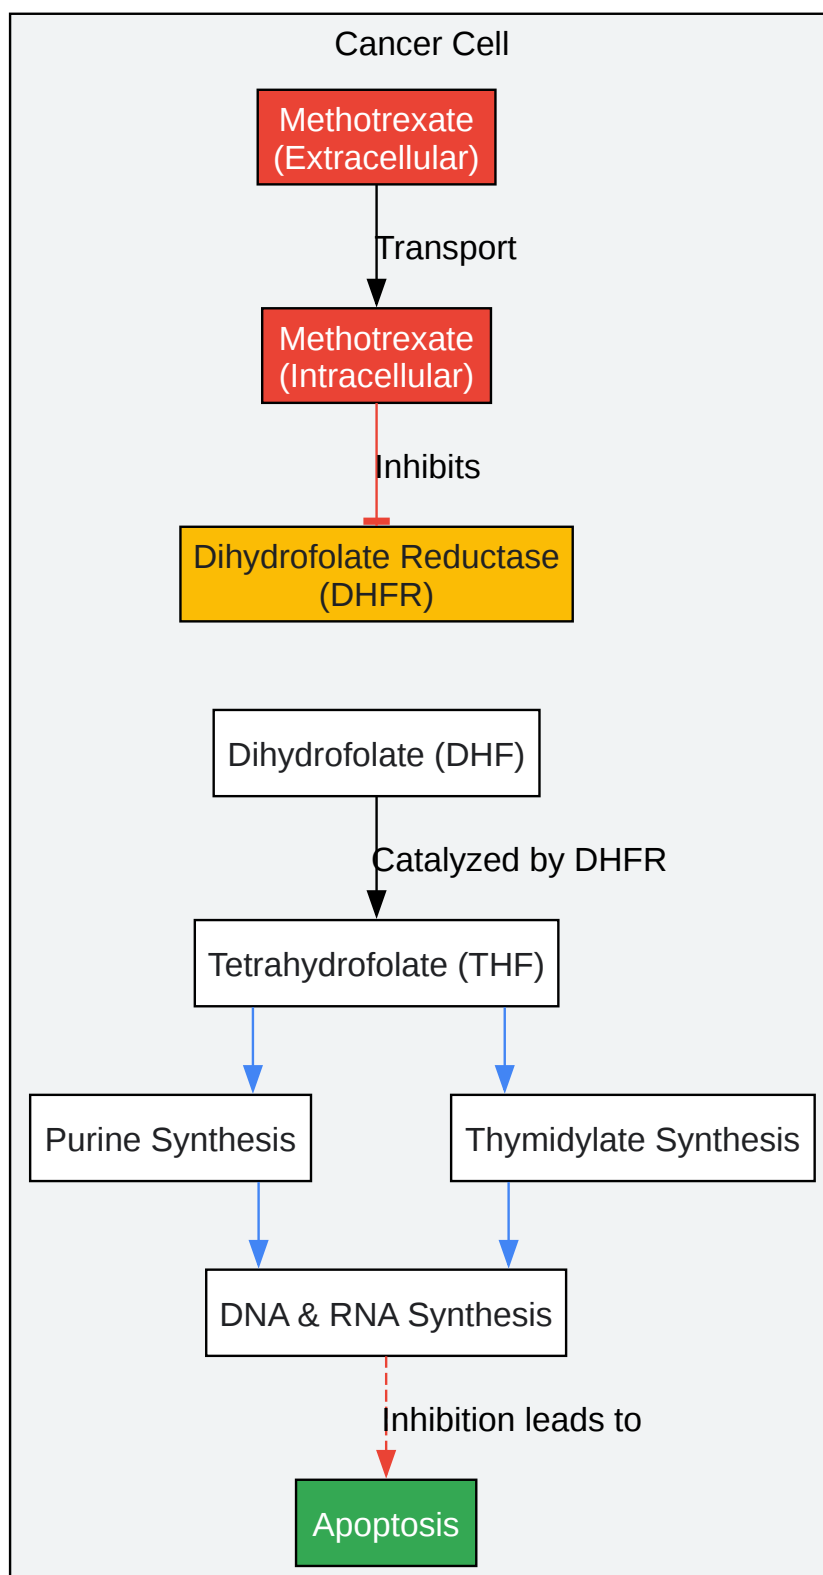 Cancer Cell
Methotrexate
(Extracellular)
Transport
Methotrexate
(Intracellular)
Inhibits
Dihydrofolate Reductase
(DHFR)
Dihydrofolate (DHF)
Catalyzed by DHFR
Tetrahydrofolate (THF)
Purine Synthesis
Thymidylate Synthesis
DNA & RNA Synthesis
Inhibition leads to
Apoptosis